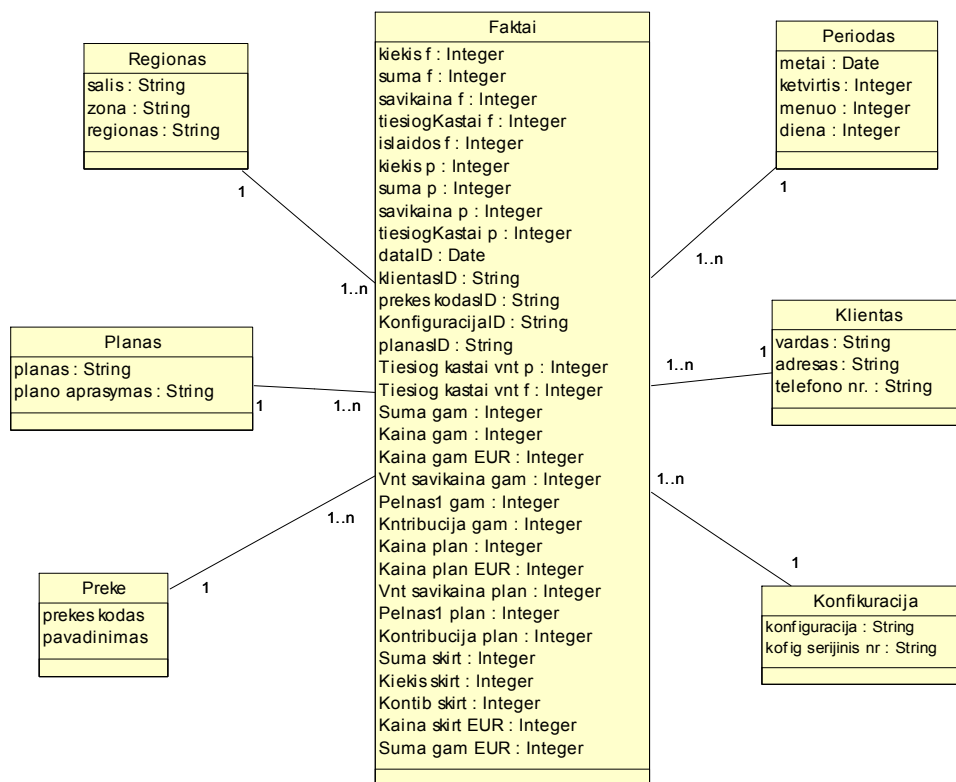 Regionas
salis : String
zona : String
regionas : String
1
1..n
Planas
planas : String
plano aprasymas : String
1
1..n
Preke
prekes kodas
pavadinimas
1
1..n
Faktai
kiekis f : Integer
suma f : Integer
savikaina f : Integer
tiesiogKastai f : Integer
islaidos f : Integer
kiekis p : Integer
suma p : Integer
savikaina p : Integer
tiesiogKastai p : Integer
dataID : Date
klientasID : String
prekes kodasID : String
KonfiguracijaID : String
planasID : String
Tiesiog kastai vnt p : Integer
Tiesiog kastai vnt f : Integer
Suma gam : Integer
Kaina gam : Integer
Kaina gam EUR : Integer
Vnt savikaina gam : Integer
Pelnas1 gam : Integer
Kntribucija gam : Integer
Kaina plan : Integer
Kaina plan EUR : Integer
Vnt savikaina plan : Integer
Pelnas1 plan : Integer
Kontribucija plan : Integer
Suma skirt : Integer
Kiekis skirt : Integer
Kontib skirt : Integer
Kaina skirt EUR : Integer
Suma gam EUR : Integer
Periodas
metai : Date
ketvirtis : Integer
menuo : Integer
diena : Integer
1
1..n
Klientas
vardas : String
adresas : String
telefono nr. : String
1
1..n
1..n
1
Konfikuracija
konfiguracija : String
kofig serijinis nr : String